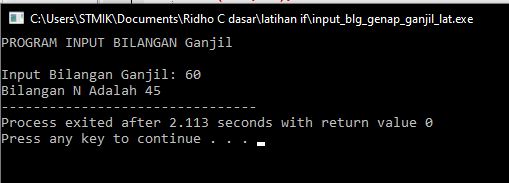 C:\Users\STMIK\Documents\Ridho C dasar\latihan if\input_blg_genap_ganjil_lat.exe
PROGRAM INPUT BILANGAN Ganjil
Input Bilangan Ganjil: 60
Bilangan N Adalah 45
--------------------------------
Process exited after 2.113 seconds with return value 0
Press any key to continue . . .